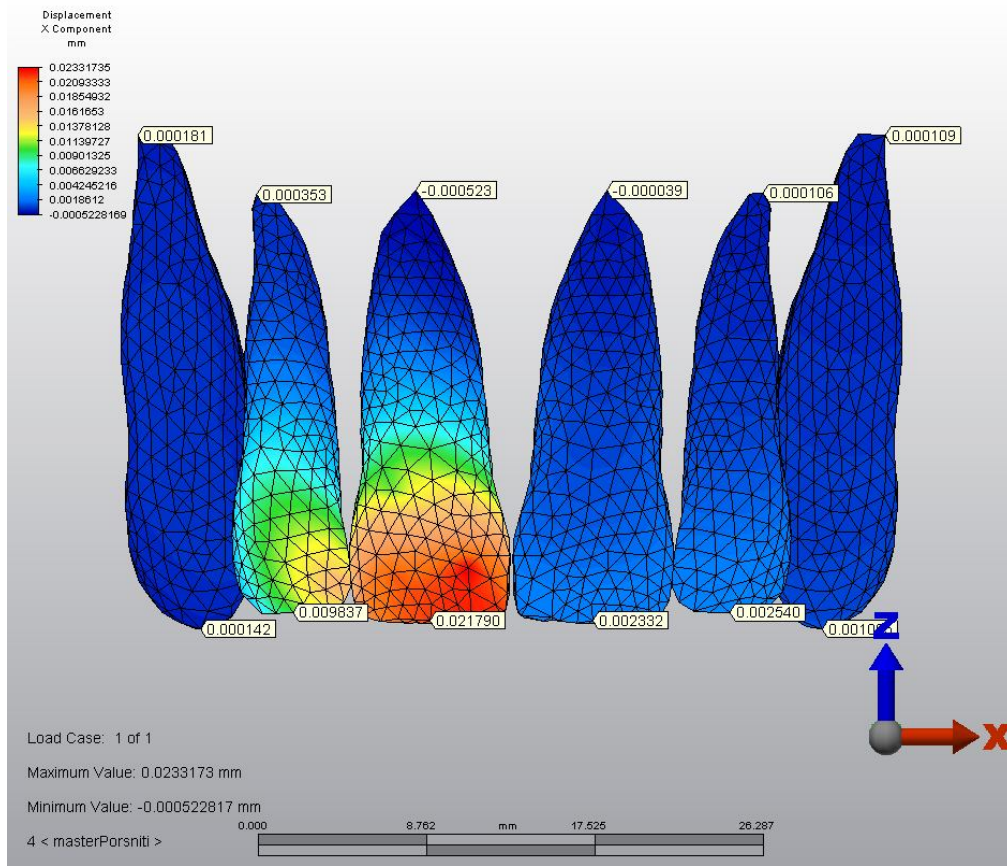 Displacement
X Component
mm
0.02331735
0.02093333
0.01854932
0.0161653
0.01378128
0.01139727
0.00901325
0.006629233
0.004245216
0.0018612
-0.0005228169
0.000181
0.000353
-0.000523
-0.000039
0.000106
0.000109
0.000142
0.009837
0.021790
0.002332
0.002540
Z
X
Load Case: 1 of 1
Maximum Value: 0.0233173 mm
Minimum Value: -0.000522817 mm
4 < masterPorsniti >
0.000 8.762 mm 17.525 26.287